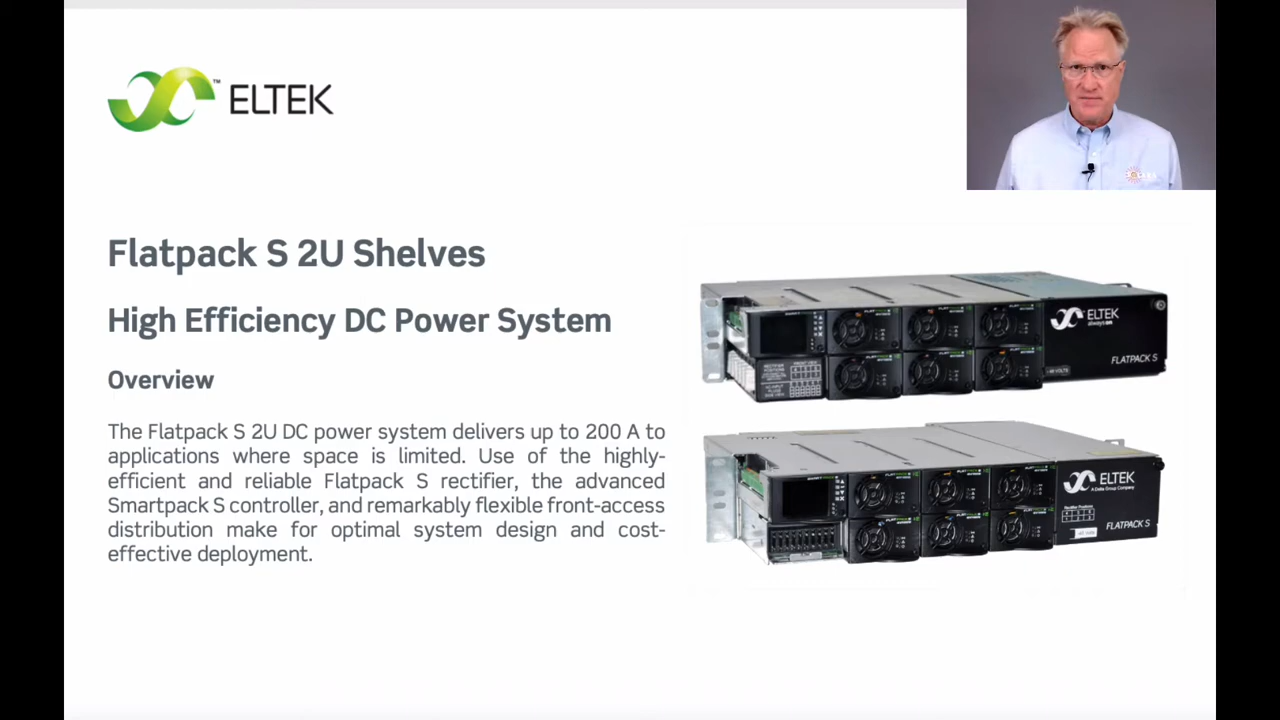 ™
ELTEK
Flatpack S 2U Shelves
High Efficiency DC Power System
Overview
The Flatpack S 2U DC power system delivers up to 200 A to
applications where space is limited. Use of the highly-
efficient and reliable Flatpack S rectifier, the advanced
Smartpack S controller, and remarkably flexible front-access
distribution make for optimal system design and cost-
effective deployment.
ELTEK
always on
FLATPACK S
ELTEK
A Delta Group Company
FLATPACK S